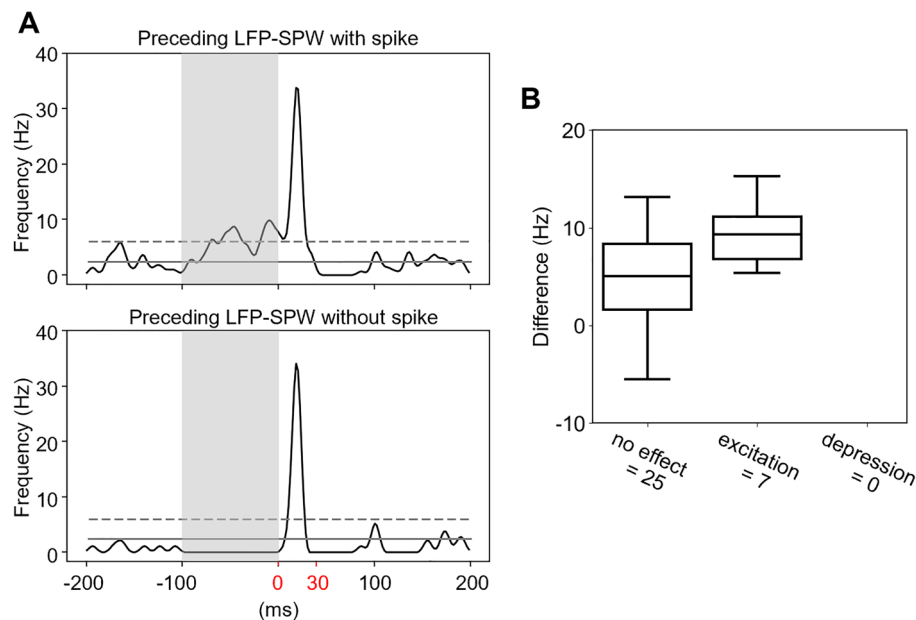 A
Preceding LFP-SPW with spike
Frequency (Hz)
40
30
20
10
0
Preceding LFP-SPW without spike
Frequency (Hz)
40
30
20
10
0
-200
-100
0
30
100
200
(ms)
B
Difference (Hz)
20
10
0
-10
no effect
= 25
excitation
= 7
depression
= 0